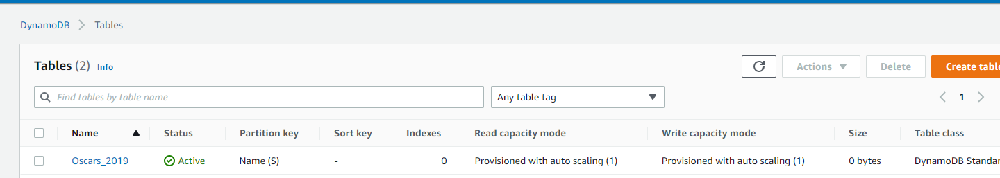 DynamoDB > Tables
Tables (2) Info
Actions Delete Create
Find tables by table name Any table tag 1
Name Status Partition key Sort key Indexes Read capacity mode Write capacity mode Size Table class
Oscars_2019 Active Name (S) - 0 Provisioned with auto scaling (1) Provisioned with auto scaling (1) 0 bytes DynamoDB